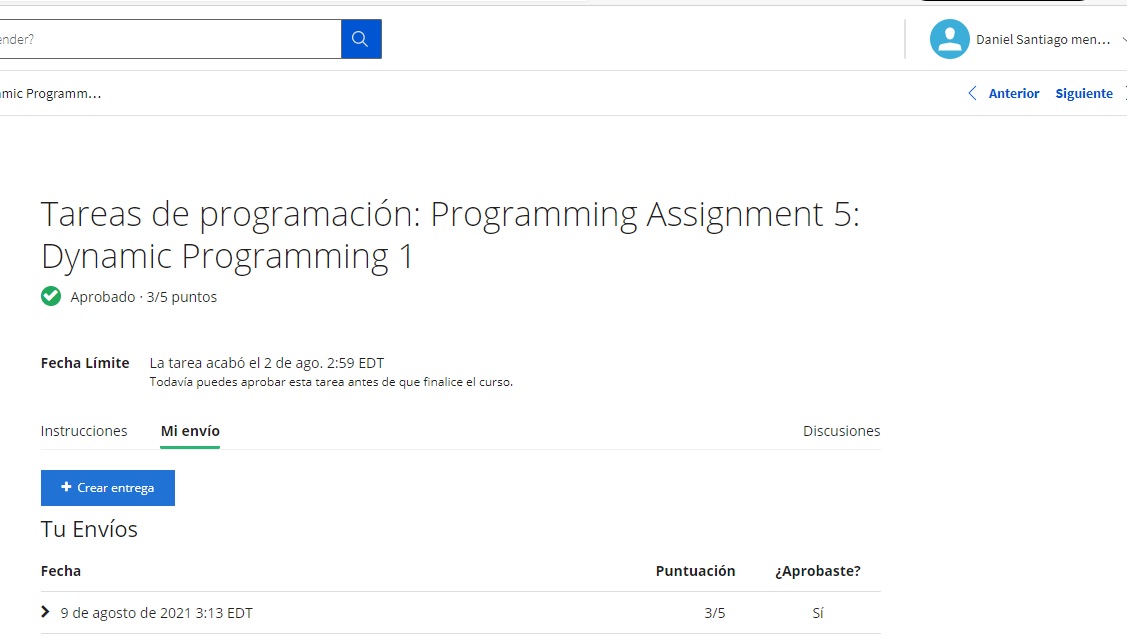 ender?
Daniel Santiago men...
mic Programm...
Anterior Siguiente
Tareas de programación: Programming Assignment 5:
Dynamic Programming 1
Aprobado · 3/5 puntos
Fecha Límite La tarea acabó el 2 de ago. 2:59 EDT
Todavía puedes aprobar esta tarea antes de que finalice el curso.
Instrucciones Mi envío Discusiones
+ Crear entrega
Tu Envíos
Fecha Puntuación ¿Aprobaste?
9 de agosto de 2021 3:13 EDT 3/5 Sí